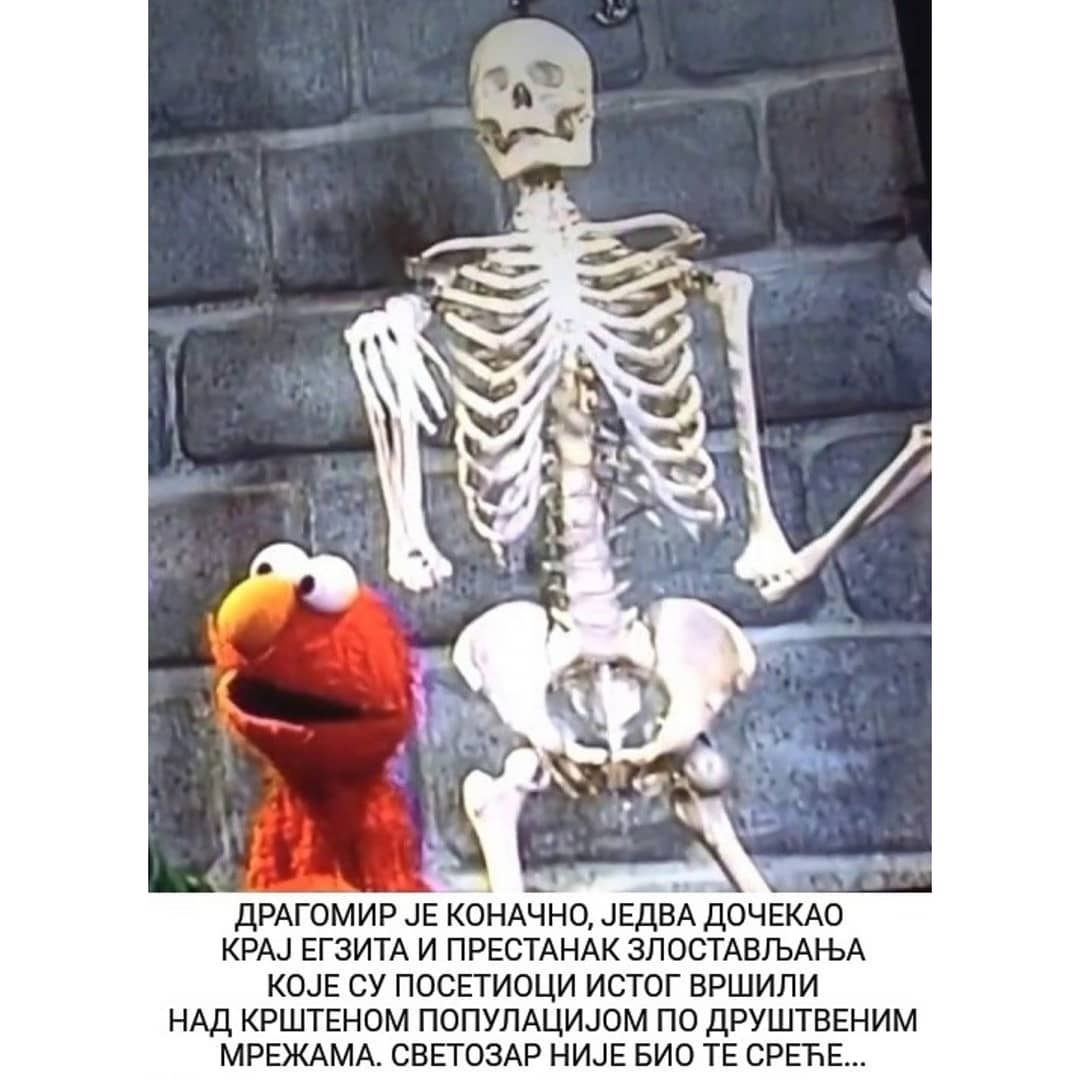 ДРАГОМИР ЈЕ КОНАЧНО, ЈЕДВА ДОЧЕКАО
КРАЈ ЕГЗИТА И ПРЕСТАНАК ЗЛОСТАВЉАЊА
КОЈЕ СУ ПОСЕТИОЦИ ИСТОГ ВРШИЛИ
НАД КРШТЕНОМ ПОПУЛАЦИЈОМ ПО ДРУШТВЕНИМ
МРЕЖАМА. СВЕТОЗАР НИЈЕ БИО ТЕ СРЕЋЕ...